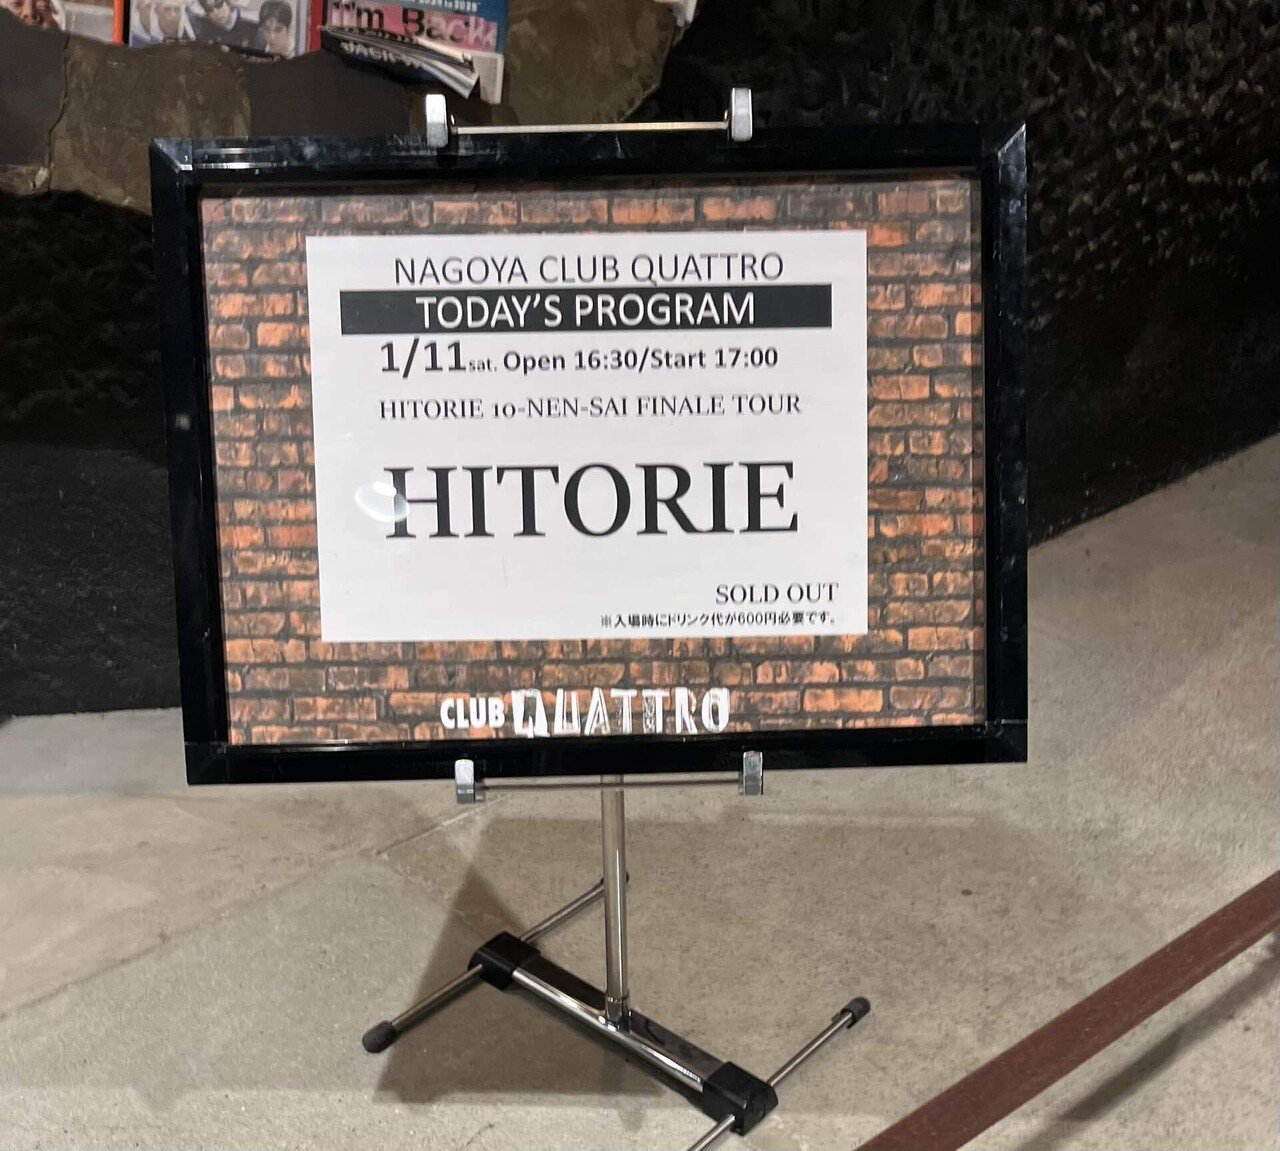 I'm Back!
NAGOYA CLUB QUATTRO
TODAY'S PROGRAM
1/11sat. Open 16:30/Start 17:00
HITORIE 10-NEN-SAI FINALE TOUR
HITORIE
SOLD OUT
※入場時にドリンク代が600円必要です。
CLUB QUATTRO